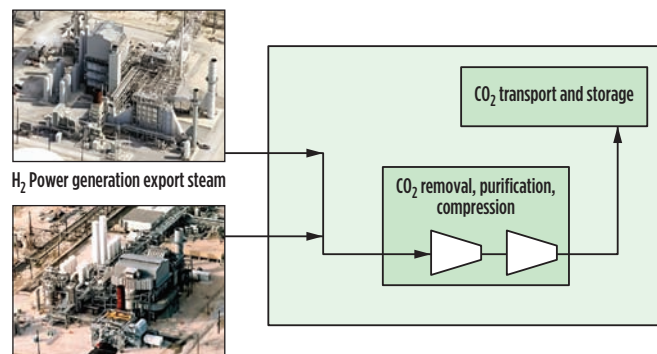 CO₂ transport and storage
H₂ Power generation export steam
CO₂ removal, purification,
compression